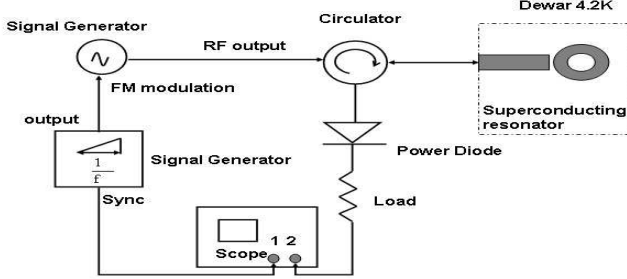 Dewar 4.2K
Signal Generator
Circulator
RF output
FM modulation
output
Superconducting
resonator
Signal Generator
1
f
Power Diode
Sync
Load
1 2
Scope